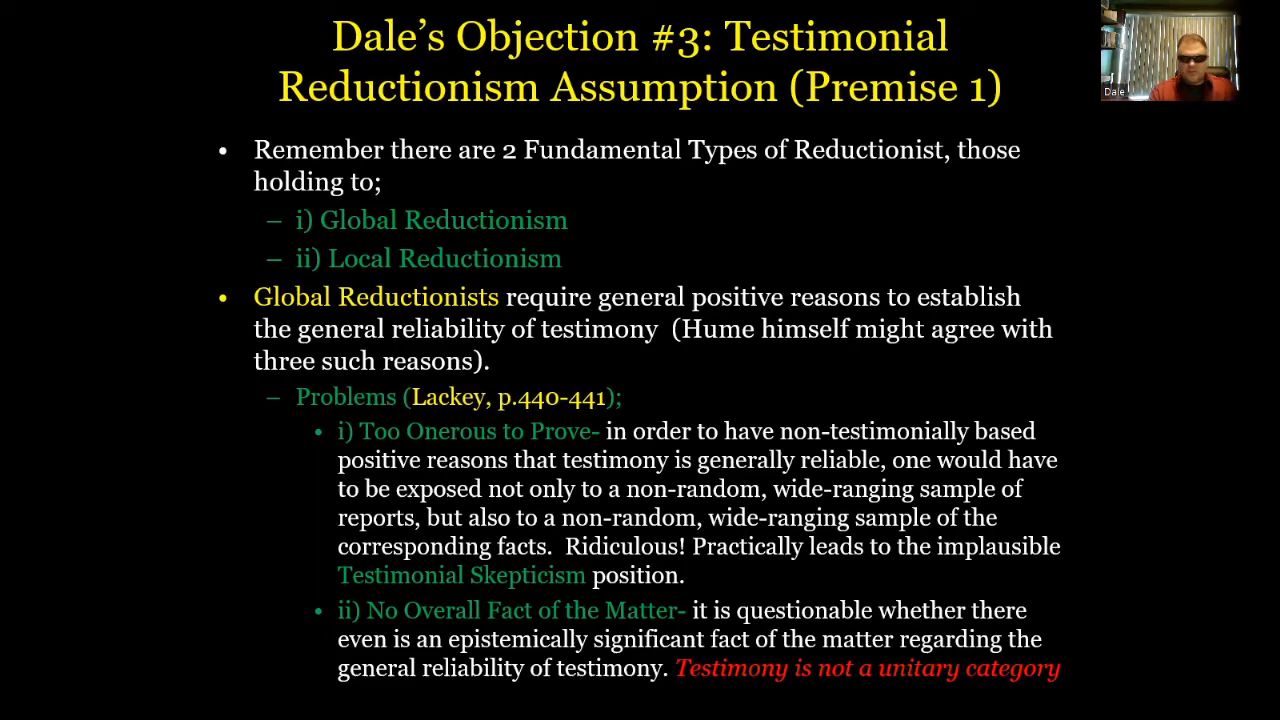 Dale's Objection #3: Testimonial
Reductionism Assumption (Premise 1)
Dale
• Remember there are 2 Fundamental Types of Reductionist, those
holding to;
– i) Global Reductionism
– ii) Local Reductionism
• Global Reductionists require general positive reasons to establish
the general reliability of testimony (Hume himself might agree with
three such reasons).
– Problems (Lackey, p.440-441);
• i) Too Onerous to Prove- in order to have non-testimonially based
positive reasons that testimony is generally reliable, one would have
to be exposed not only to a non-random, wide-ranging sample of
reports, but also to a non-random, wide-ranging sample of the
corresponding facts. Ridiculous! Practically leads to the implausible
Testimonial Skepticism position.
• ii) No Overall Fact of the Matter- it is questionable whether there
even is an epistemically significant fact of the matter regarding the
general reliability of testimony. Testimony is not a unitary category